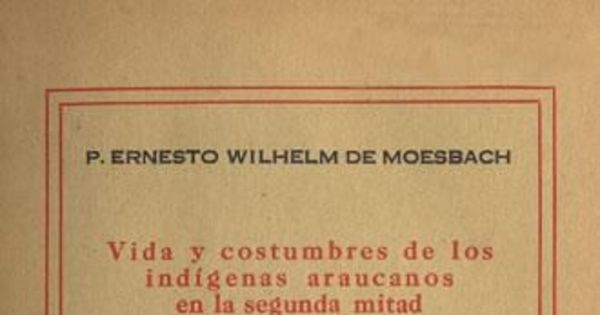 P. ERNESTO WILHELM DE MOESBACH
Vida y costumbres de los
indígenas araucanos
en la segunda mitad